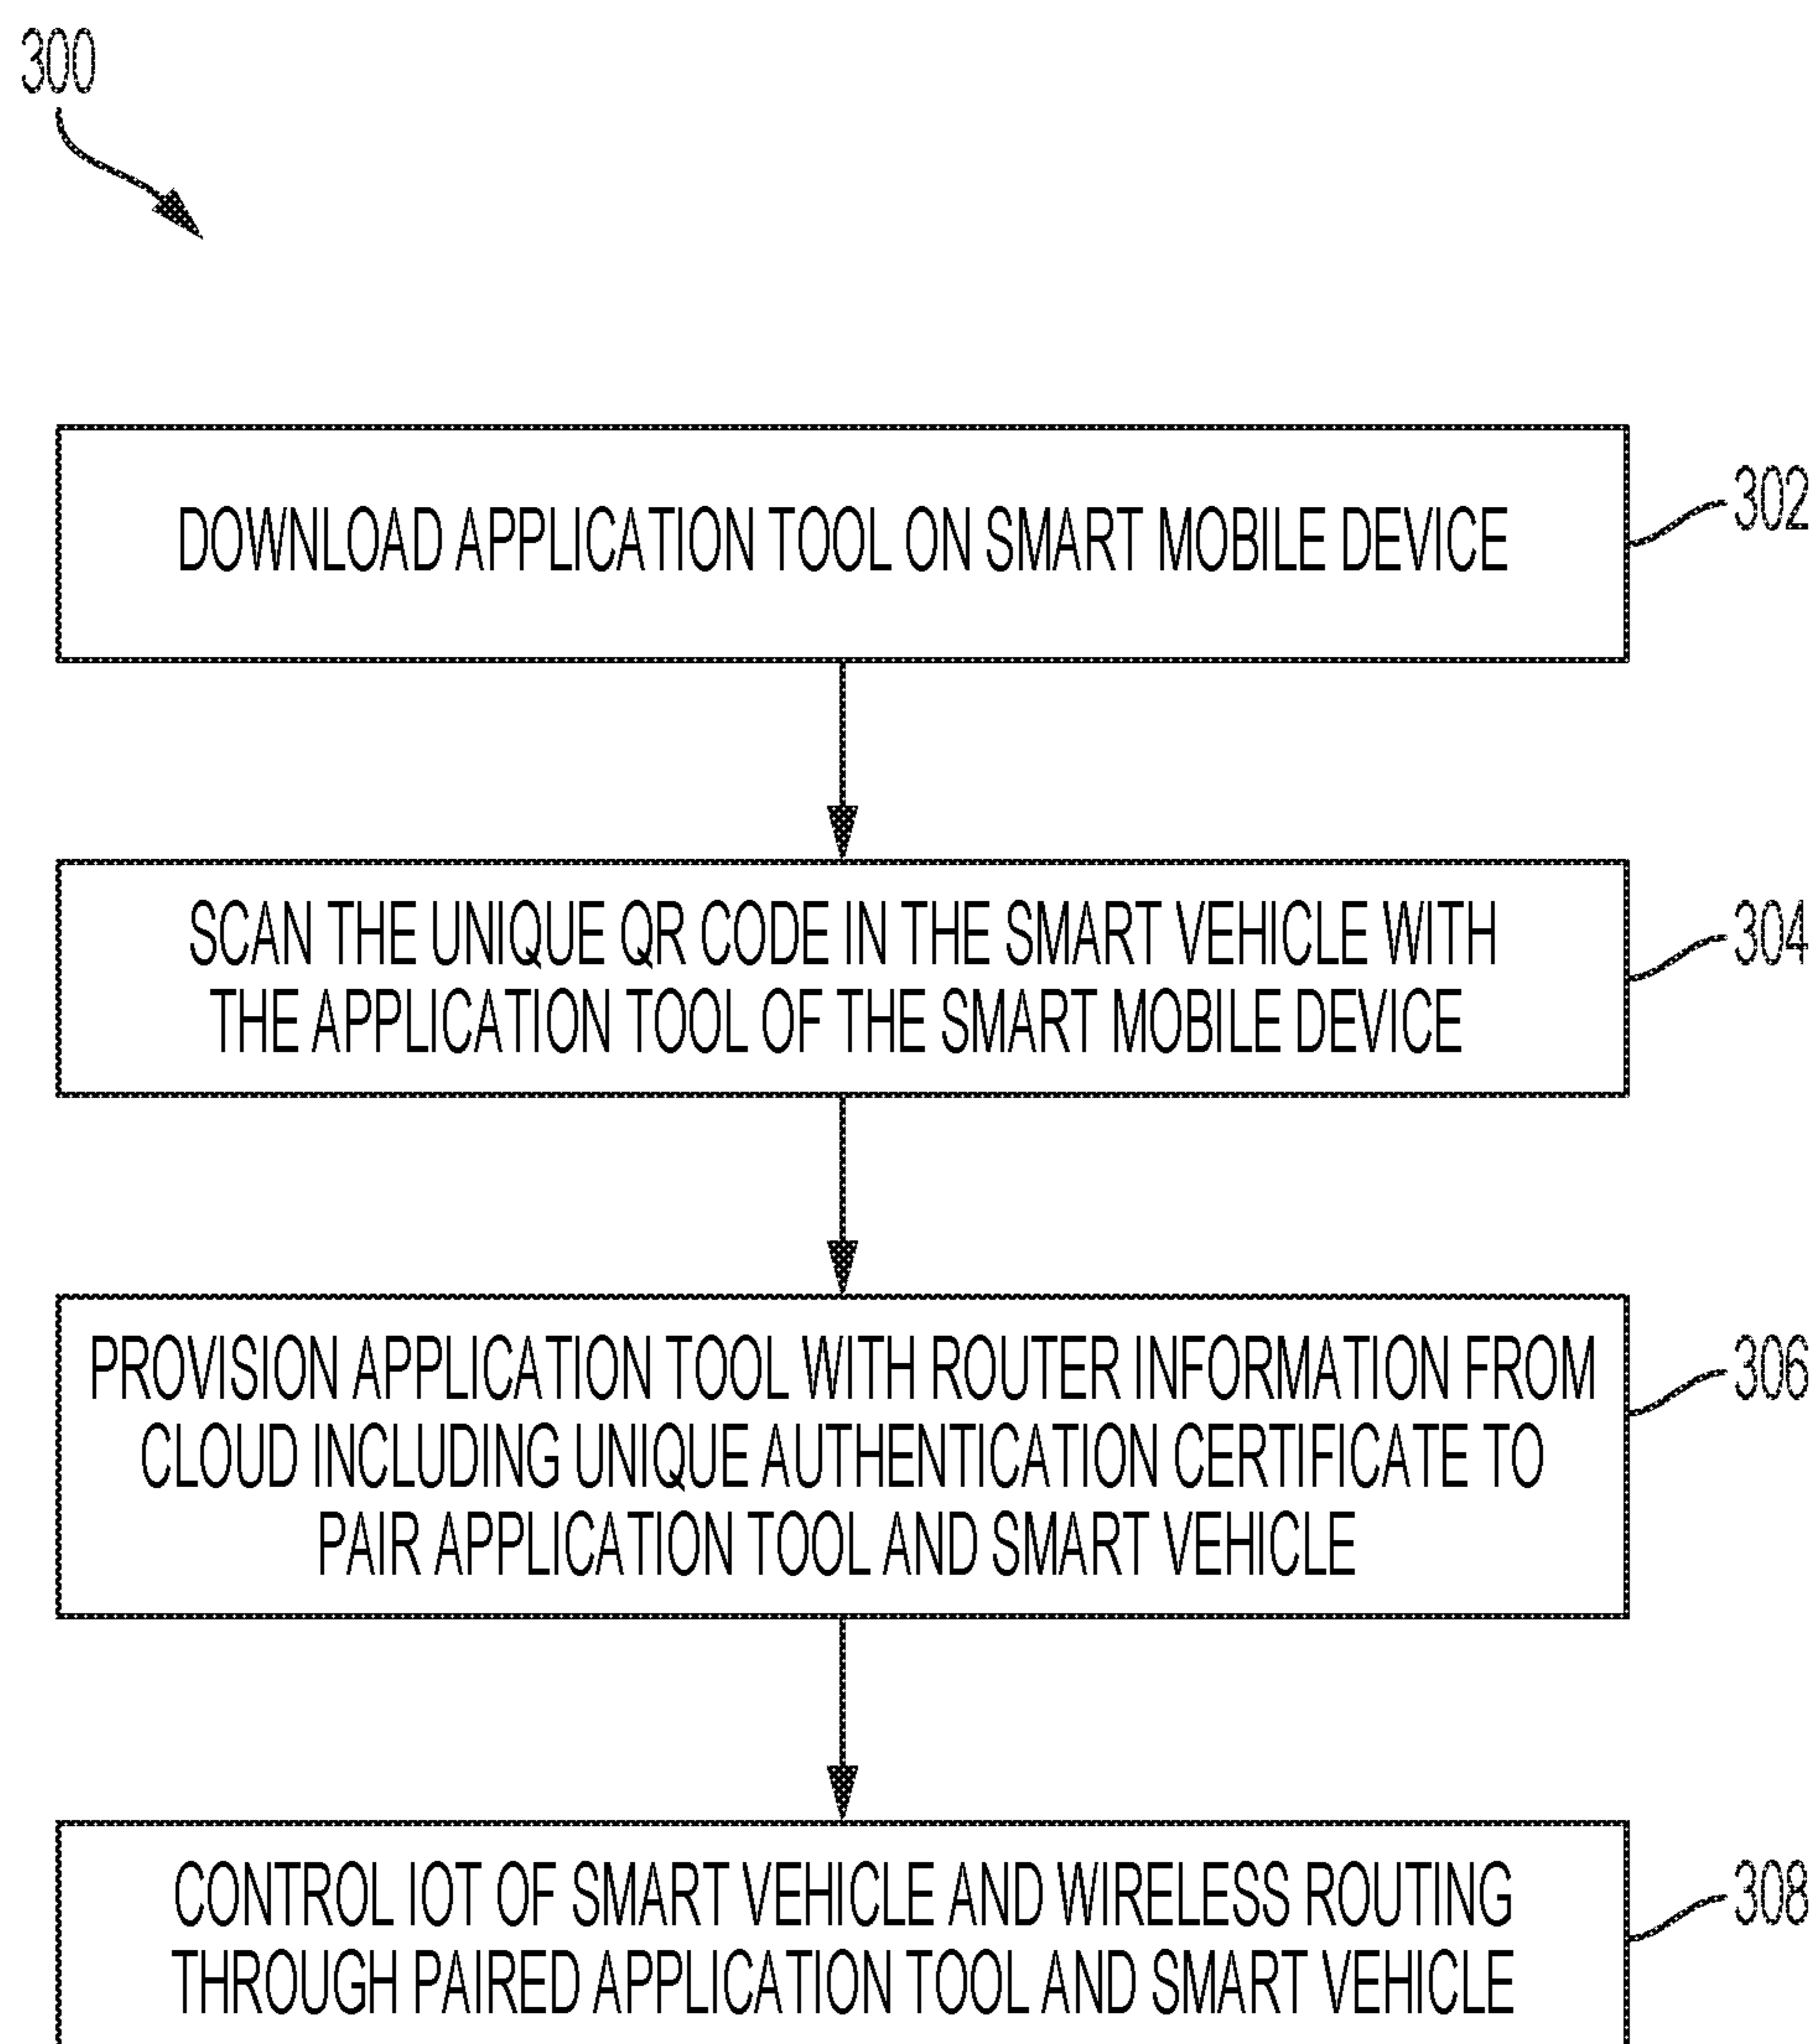 300
DOWNLOAD APPLICATION TOOL ON SMART MOBILE DEVICE
302
SCAN THE UNIQUE QR CODE IN THE SMART VEHICLE WITH
THE APPLICATION TOOL OF THE SMART MOBILE DEVICE
304
PROVISION APPLICATION TOOL WITH ROUTER INFORMATION FROM
CLOUD INCLUDING UNIQUE AUTHENTICATION CERTIFICATE TO
PAIR APPLICATION TOOL AND SMART VEHICLE
306
CONTROL IOT OF SMART VEHICLE AND WIRELESS ROUTING
THROUGH PAIRED APPLICATION TOOL AND SMART VEHICLE
308